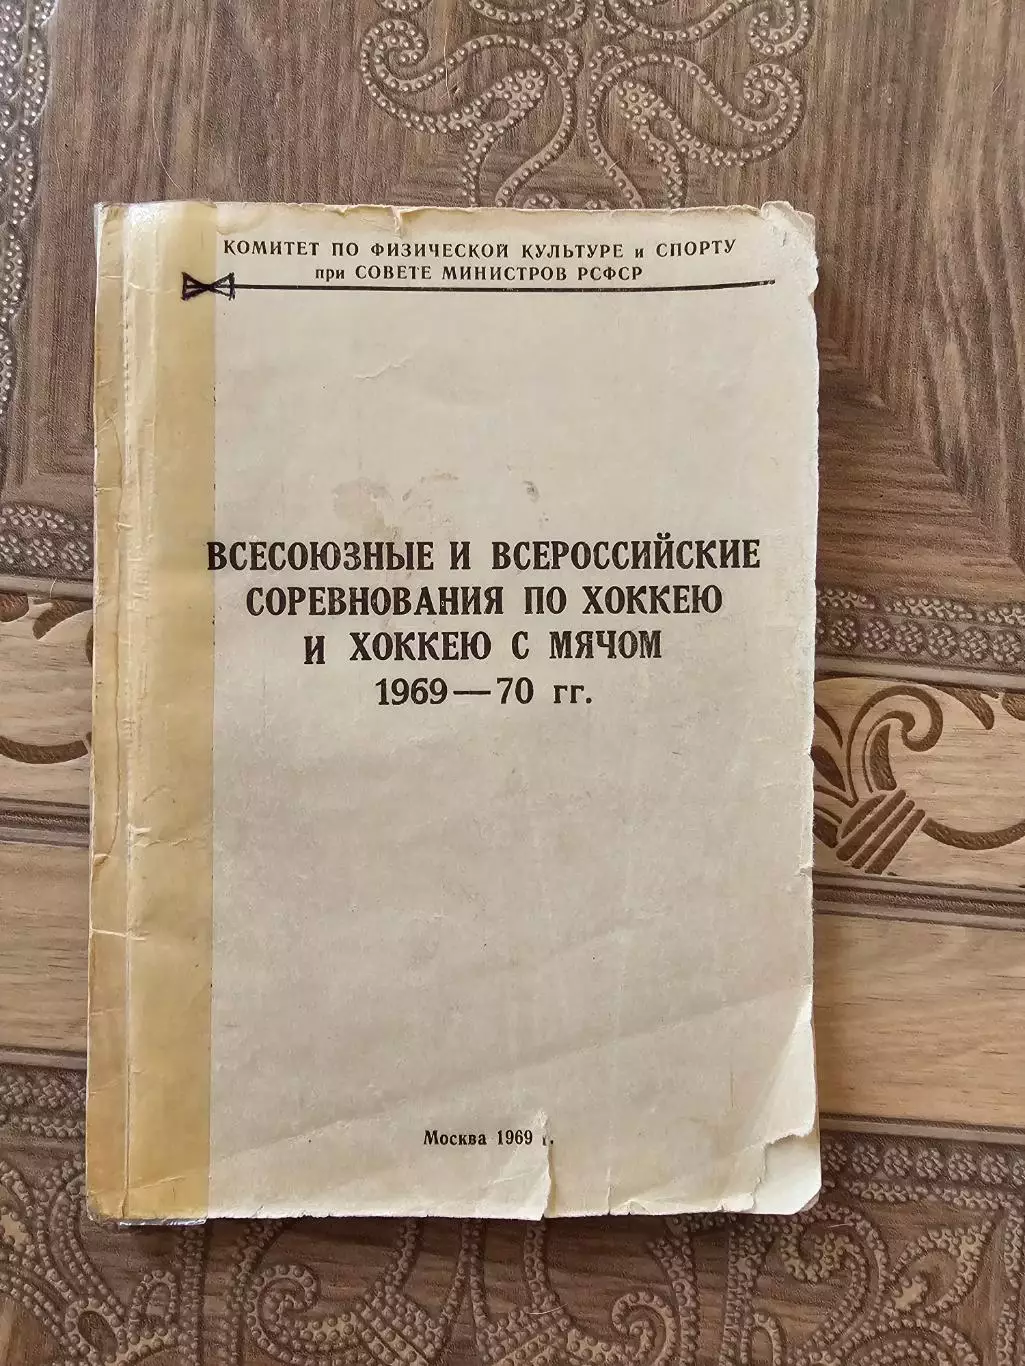 КОМИТЕТ ПО ФИЗИЧЕСКОЙ КУЛЬТУРЕ и СПОРТУ
при СОВЕТЕ МИНИСТРОВ РСФСР
ВСЕСОЮЗНЫЕ И ВСЕРОССИЙСКИЕ
СОРЕВНОВАНИЯ ПО ХОККЕЮ
И ХОККЕЮ С МЯЧОМ
1969—70 гг.
Москва 1969 г.